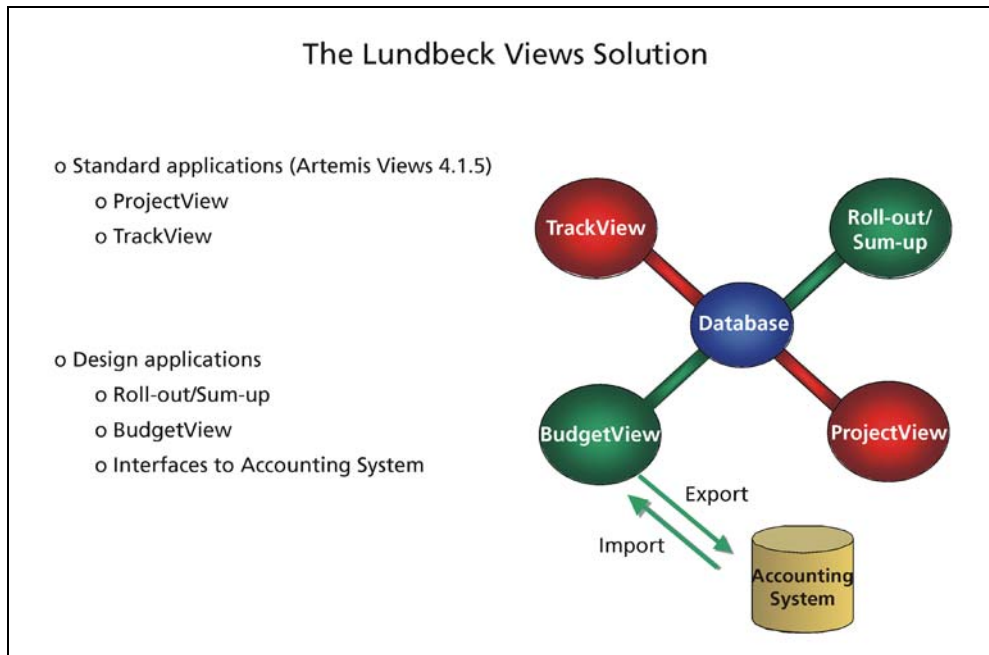 The Lundbeck Views Solution
o Standard applications (Artemis Views 4.1.5)
o ProjectView
o TrackView
o Design applications
o Roll-out/Sum-up
o BudgetView
o Interfaces to Accounting System
TrackView
Roll-out/
Sum-up
Database
BudgetView
ProjectView
Export
Import
Accounting
System